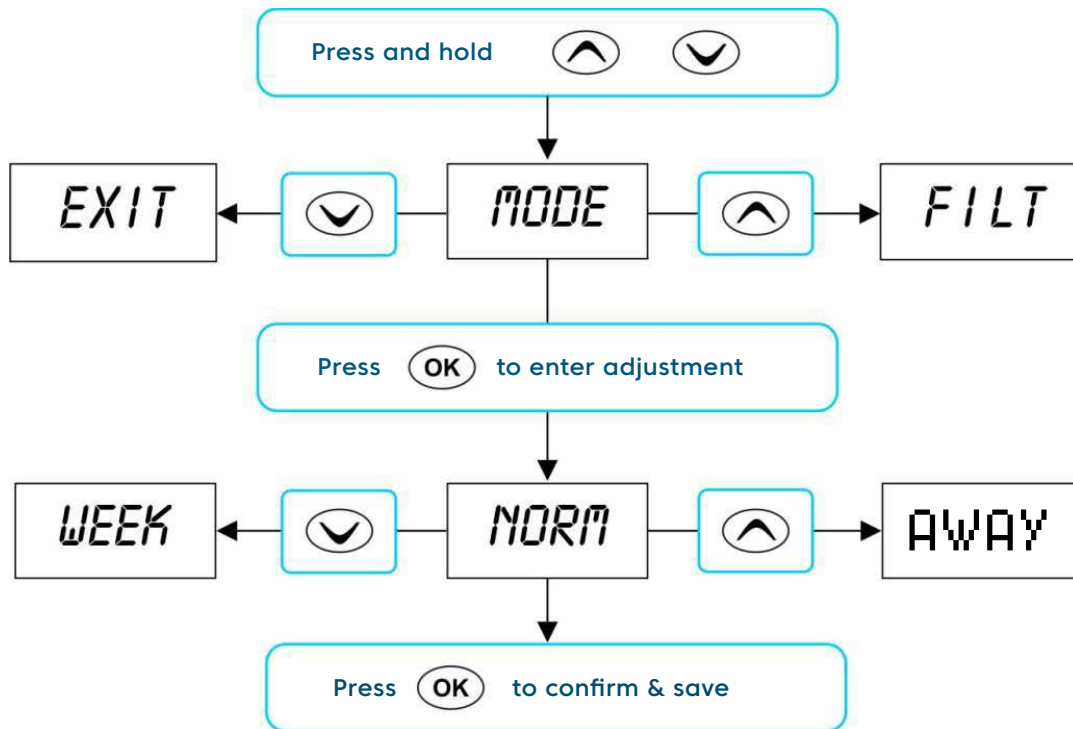 Press and hold
EXIT
MODE
FILT
Press OK to enter adjustment
WEEK
NORM
AWAY
Press OK to confirm & save